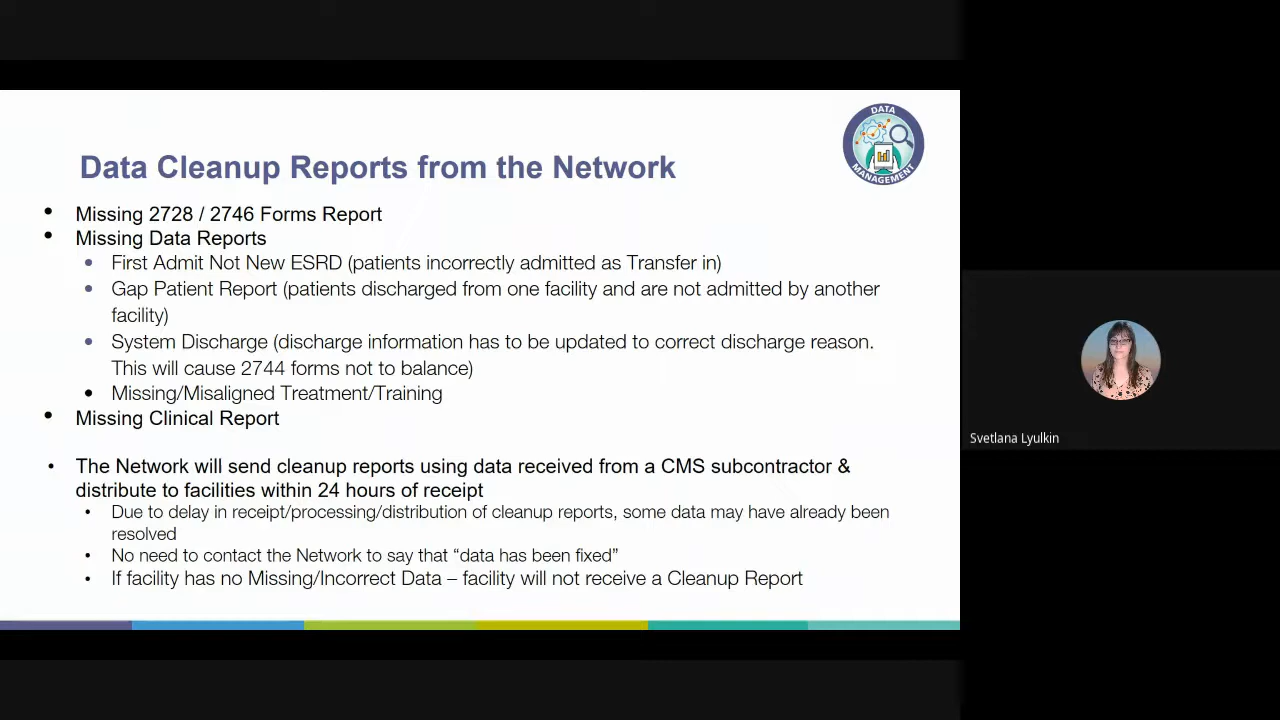 DATA
MANAGEMENT
Data Cleanup Reports from the Network
• Missing 2728 / 2746 Forms Report
• Missing Data Reports
• First Admit Not New ESRD (patients incorrectly admitted as Transfer in)
• Gap Patient Report (patients discharged from one facility and are not admitted by another
facility)
• System Discharge (discharge information has to be updated to correct discharge reason.
This will cause 2744 forms not to balance)
• Missing/Misaligned Treatment/Training
• Missing Clinical Report
• The Network will send cleanup reports using data received from a CMS subcontractor &
distribute to facilities within 24 hours of receipt
• Due to delay in receipt/processing/distribution of cleanup reports, some data may have already been
resolved
• No need to contact the Network to say that “data has been fixed”
• If facility has no Missing/Incorrect Data – facility will not receive a Cleanup Report
Svetlana Lyulkin